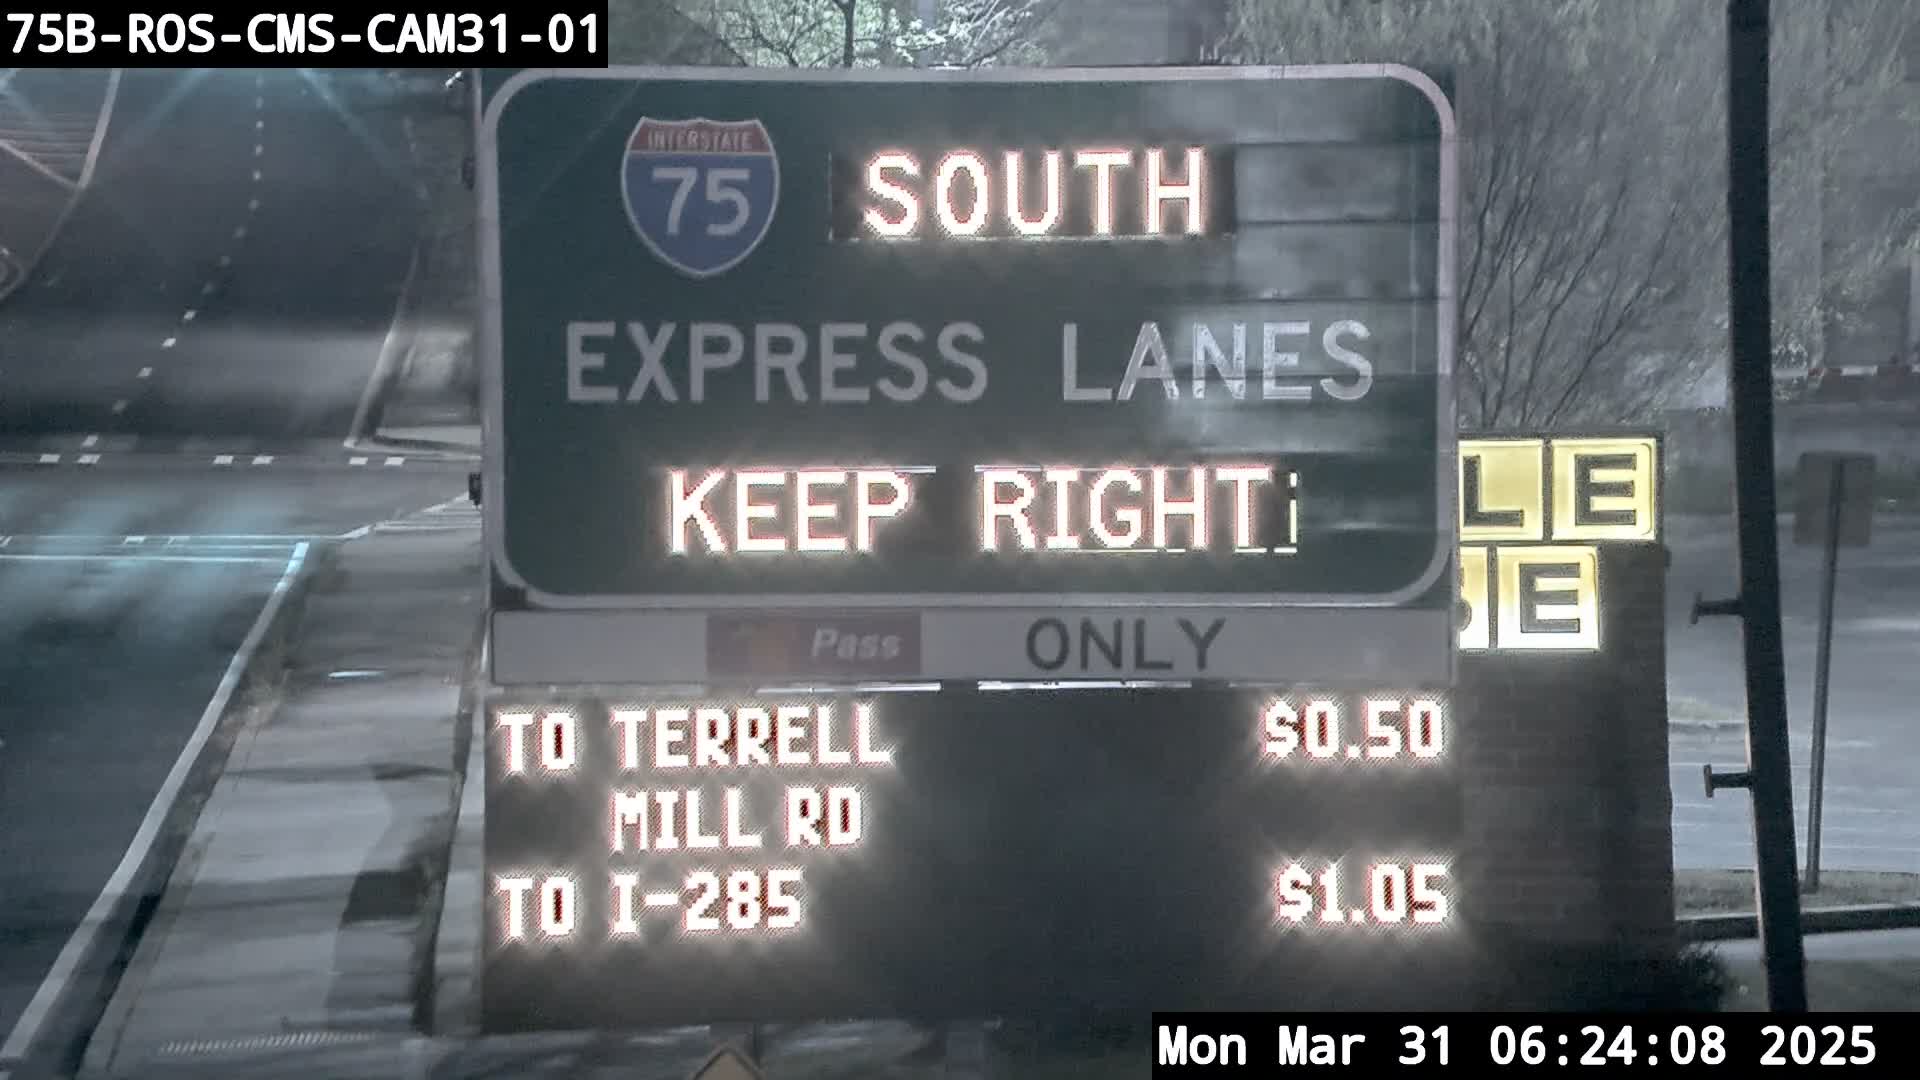 75B-ROS-CMS-CAM31-01
INTERSTATE
75
SOUTH
EXPRESS LANES
KEEP RIGHT
Pass ONLY
TO TERRELL $0.50
MILL RD
TO I-285 $1.05
LE
E
Mon Mar 31 06:24:08 2025